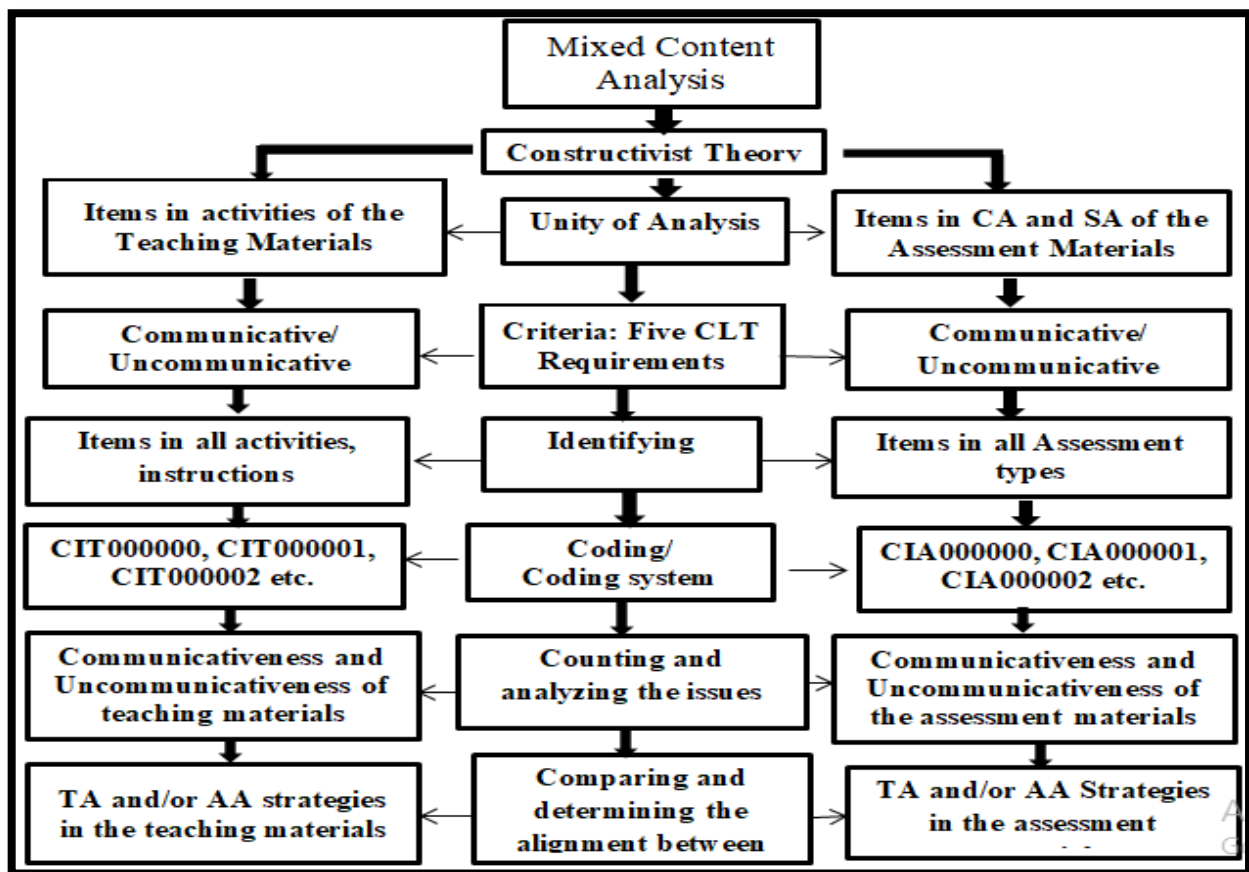 Mixed Content
Analysis
Constructivist Theory
Items in activities of the
Teaching Materials
Unity of Analysis
Items in CA and SA of the
Assessment Materials
Communicative/
Uncommunicative
Criteria: Five CLT
Requirements
Communicative/
Uncommunicative
Items in all activities,
instructions
Identifying
Items in all Assessment
types
CIT000000, CIT000001,
CIT000002 etc.
Coding/
Coding system
CIA000000, CIA000001,
CIA000002 etc.
Communicativeness and
Uncommunicativeness of
teaching materials
Counting and
analyzing the issues
Communicativeness and
Uncommunicativeness of
the assessment materials
TA and/or AA strategies
in the teaching materials
Comparing and
determining the
alignment between
TA and/or AA Strategies
in the assessment